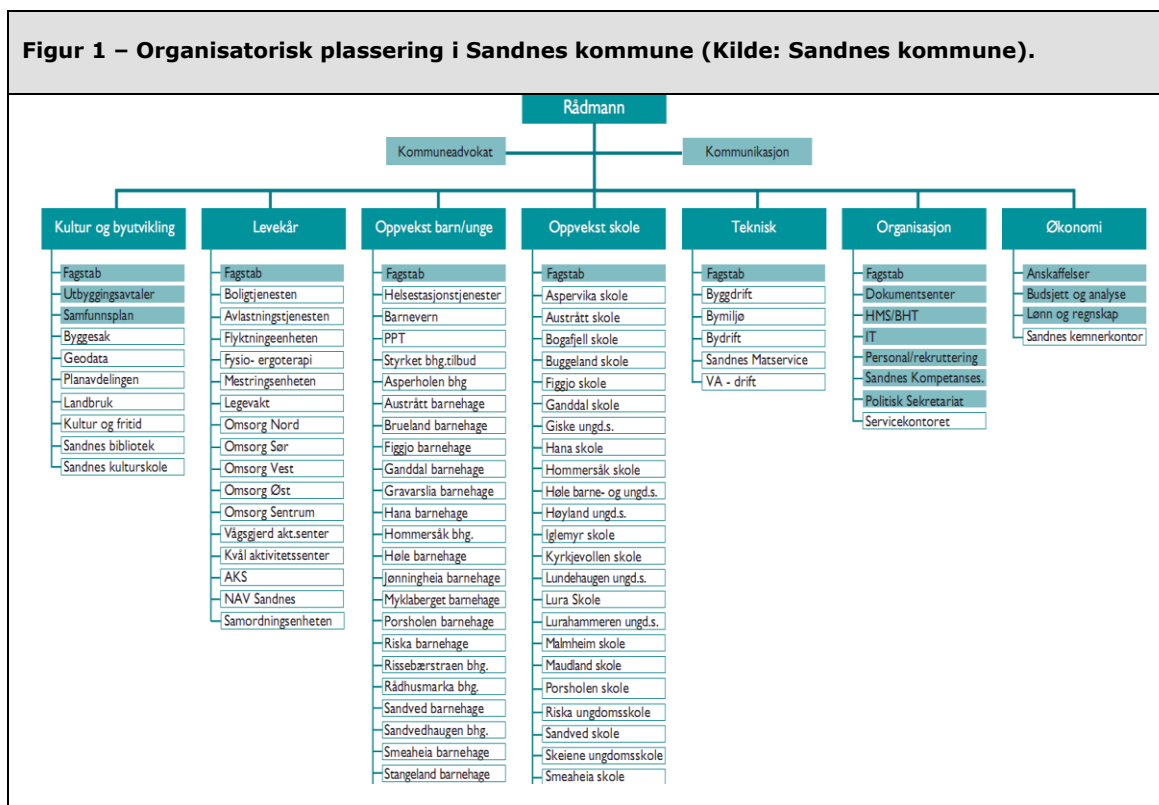 Figur 1 – Organisatorisk plassering i Sandnes kommune (Kilde: Sandnes kommune).
Rådmann
Kommuneadvokat
Kommunikasjon
Kultur og byutvikling
Fagstab
Utbyggingsavtaler
Samfunnsplan
Byggesak
Geodata
Planavdelingen
Landbruk
Kultur og fritid
Sandnes bibliotek
Sandnes kulturskole
Levekår
Fagstab
Boligtjenesten
Avlastningstjenesten
Flyktningeenheten
Fysio- ergoterapi
Mestringsenheten
Legevakt
Omsorg Nord
Omsorg Sør
Omsorg Vest
Omsorg Øst
Omsorg Sentrum
Vågsgjerd akt.senter
Kvål aktivitetssenter
AKS
NAV Sandnes
Samordningsenheten
Oppvekst barn/unge
Fagstab
Helsestasjonstjenester
Barnevern
PPT
Styrket bhg.tilbud
Asperholen bhg
Austrått barnehage
Brueland barnehage
Figgjo barnehage
Ganddal barnehage
Gravarslia barnehage
Hana barnehage
Hommersåk bhg.
Høle barnehage
Jønningheia barnehage
Myklaberget barnehage
Porsholen barnehage
Riska barnehage
Rissebærstraen bhg.
Rådhusmarka bhg.
Sandved barnehage
Sandvedhaugen bhg.
Smeaheia barnehage
Stangeland barnehage
Oppvekst skole
Fagstab
Aspervika skole
Austrått skole
Bogafjell skole
Buggeland skole
Figgjo skole
Ganddal skole
Giske ungd.s.
Hana skole
Hommersåk skole
Høle barne- og ungd.s.
Høyland ungd.s.
Iglemyr skole
Kyrkjevollen skole
Lundehaugen ungd.s.
Lura Skole
Lurahammeren ungd.s.
Malmheim skole
Maudland skole
Porsholen skole
Riska ungdomsskole
Sandved skole
Skeiene ungdomsskole
Smeaheia skole
Teknisk
Fagstab
Byggdrift
Bymiljø
Bydrift
Sandnes Matservice
VA - drift
Organisasjon
Fagstab
Dokumentsenter
HMS/BHT
IT
Personal/rekruttering
Sandnes Kompetanses.
Politisk Sekretariat
Servicekontoret
Økonomi
Anskaffelser
Budsjett og analyse
Lønn og regnskap
Sandnes kemnerkontor